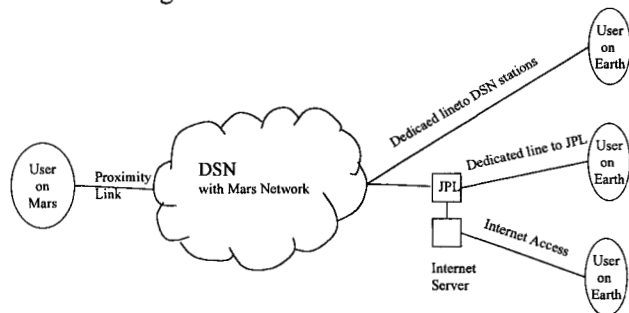 User
on
Earth
Dedicaed lineto DSN stations
User
on
Mars
Proximity
Link
DSN
with Mars Network
Dedicated line to JPL
User
on
Earth
JPL
Internet Access
Internet
Server
User
on
Earth